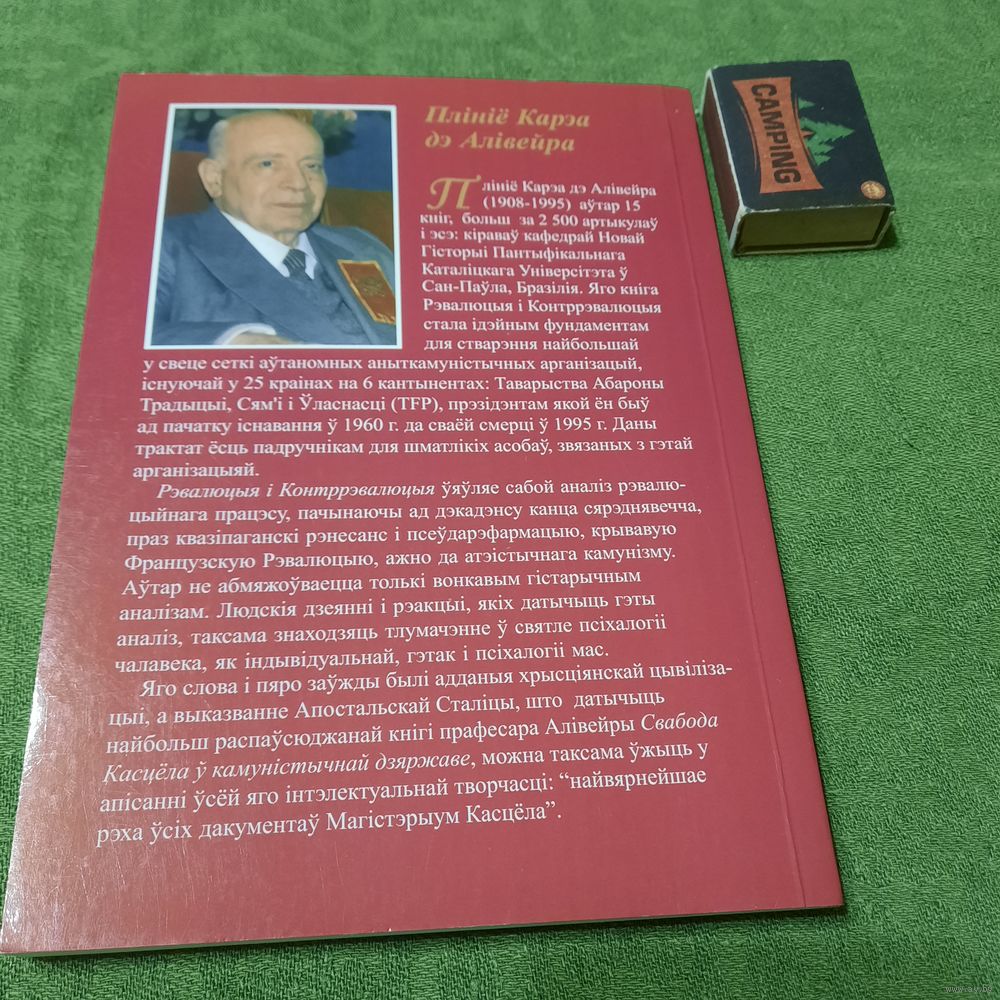 Плініё Карэа
дэ Алівейра
Плініё Карэа дэ Алівейра
(1908-1995) аўтар 15
кніг, больш за 2 500 артыкулаў
і эсэ: кіраваў кафедрай Новай
Гісторыі Пантыфікальнага
Каталіцкага Універсітэта ў
Сан-Паўла, Бразілія. Яго кніга
Рэвалюцыя і Контррэвалюцыя
стала ідэйным фундаментам
для стварэння найбольшай
у свеце сеткі аўтаномных аныткамуністычных арганізацый,
існуючай у 25 краінах на 6 кантынентах: Таварыства Абароны
Традыцыі, Сям'і і Ўласнасці (TFP), прэзідэнтам якой ён быў
ад пачатку існавання ў 1960 г. да сваёй смерці ў 1995 г. Даны
трактат ёсць падручнікам для шматлікіх асобаў, звязаных з гэтай
арганізацыяй.
Рэвалюцыя і Контррэвалюцыя ўяўляе сабой аналіз рэвалю-
цыйнага працэсу, пачынаючы ад дэкадэнсу канца сярэднявечча,
праз квазіпаганскі рэнесанс і псеўдарэфармацыю, крывавую
Французскую Рэвалюцыю, ажно да атэістычнага камунізму.
Аўтар не абмяжоўваецца толькі вонкавым гістарычным
аналізам. Людскія дзеянні і рэакцыі, якіх датычыць гэты
аналіз, таксама знаходзяць тлумачэнне ў святле псіхалогіі
чалавека, як індывідуальнай, гэтак і псіхалогіі мас.
Яго слова і пяро заўжды былі адданыя хрысціянскай цывіліза-
цыі, а выказванне Апостальскай Сталіцы, што датычыць
найбольш распаўсюджанай кнігі прафесара Алівейры Свабода
Касцёла ў камуністычнай дзяржаве, можна таксама ўжыць у
апісанні ўсёй яго інтэлектуальнай творчасці: “найвярнейшае
рэха ўсіх дакументаў Магістэрыум Касцёла”.
CAMPING